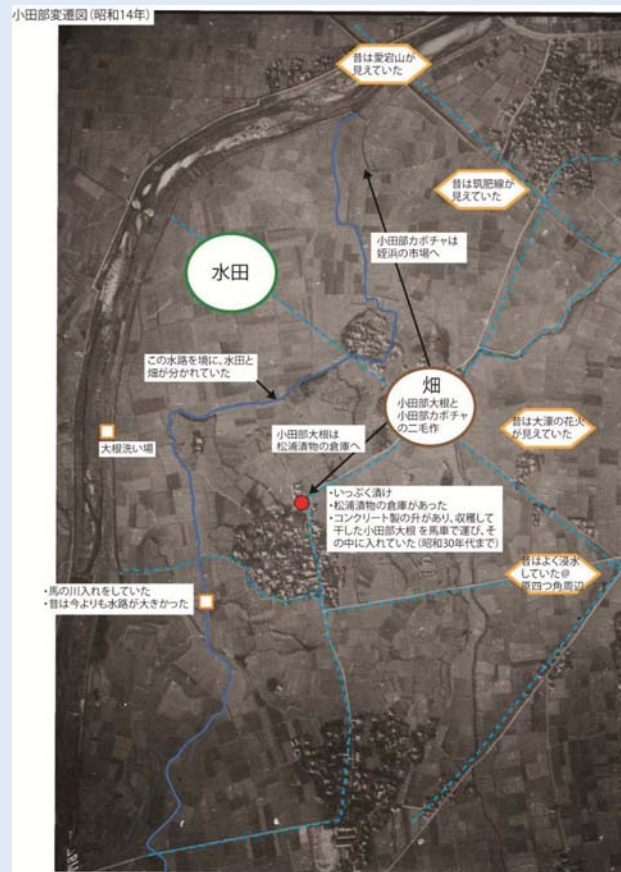 小田部変遷図(昭和14年)
昔は愛宕山が
見えていた
昔は筑肥線が
見えていた
小田部カボチャは
姪浜の市場へ
水田
この水路を境に、水田と
畑が分かれていた
畑
小田部大根と
小田部カボチャ
の二毛作
昔は大濠の花火
が見えていた
大根洗い場
小田部大根は
松浦漬物の倉庫へ
・いっぷく漬け
・松浦漬物の倉庫があった
・コンクリート製の升があり、収穫して
干した小田部大根を馬車で運び、そ
の中に入れていた(昭和30年代まで)
昔はよく浸水
していた@
原四つ角周辺
・馬の川入れをしていた
・昔は今よりも水路が大きかった